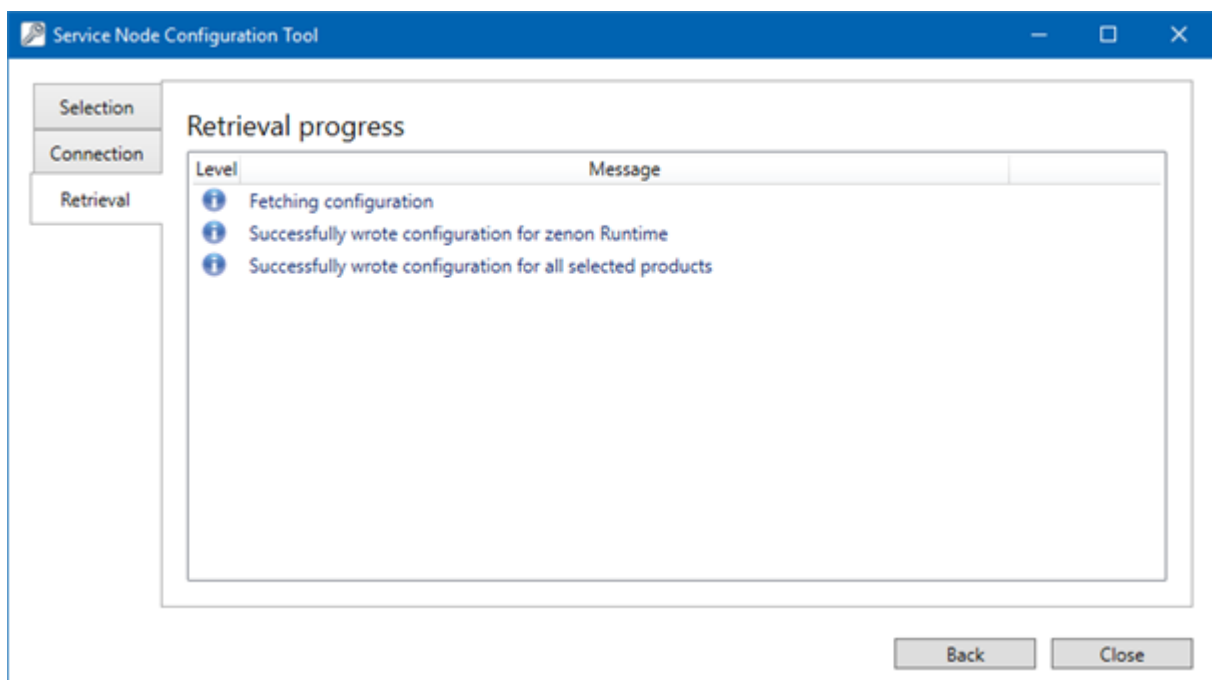 Service Node Configuration Tool
Selection
Connection
Retrieval
Retrieval progress
Level Message
Fetching configuration
Successfully wrote configuration for zenon Runtime
Successfully wrote configuration for all selected products
Back Close